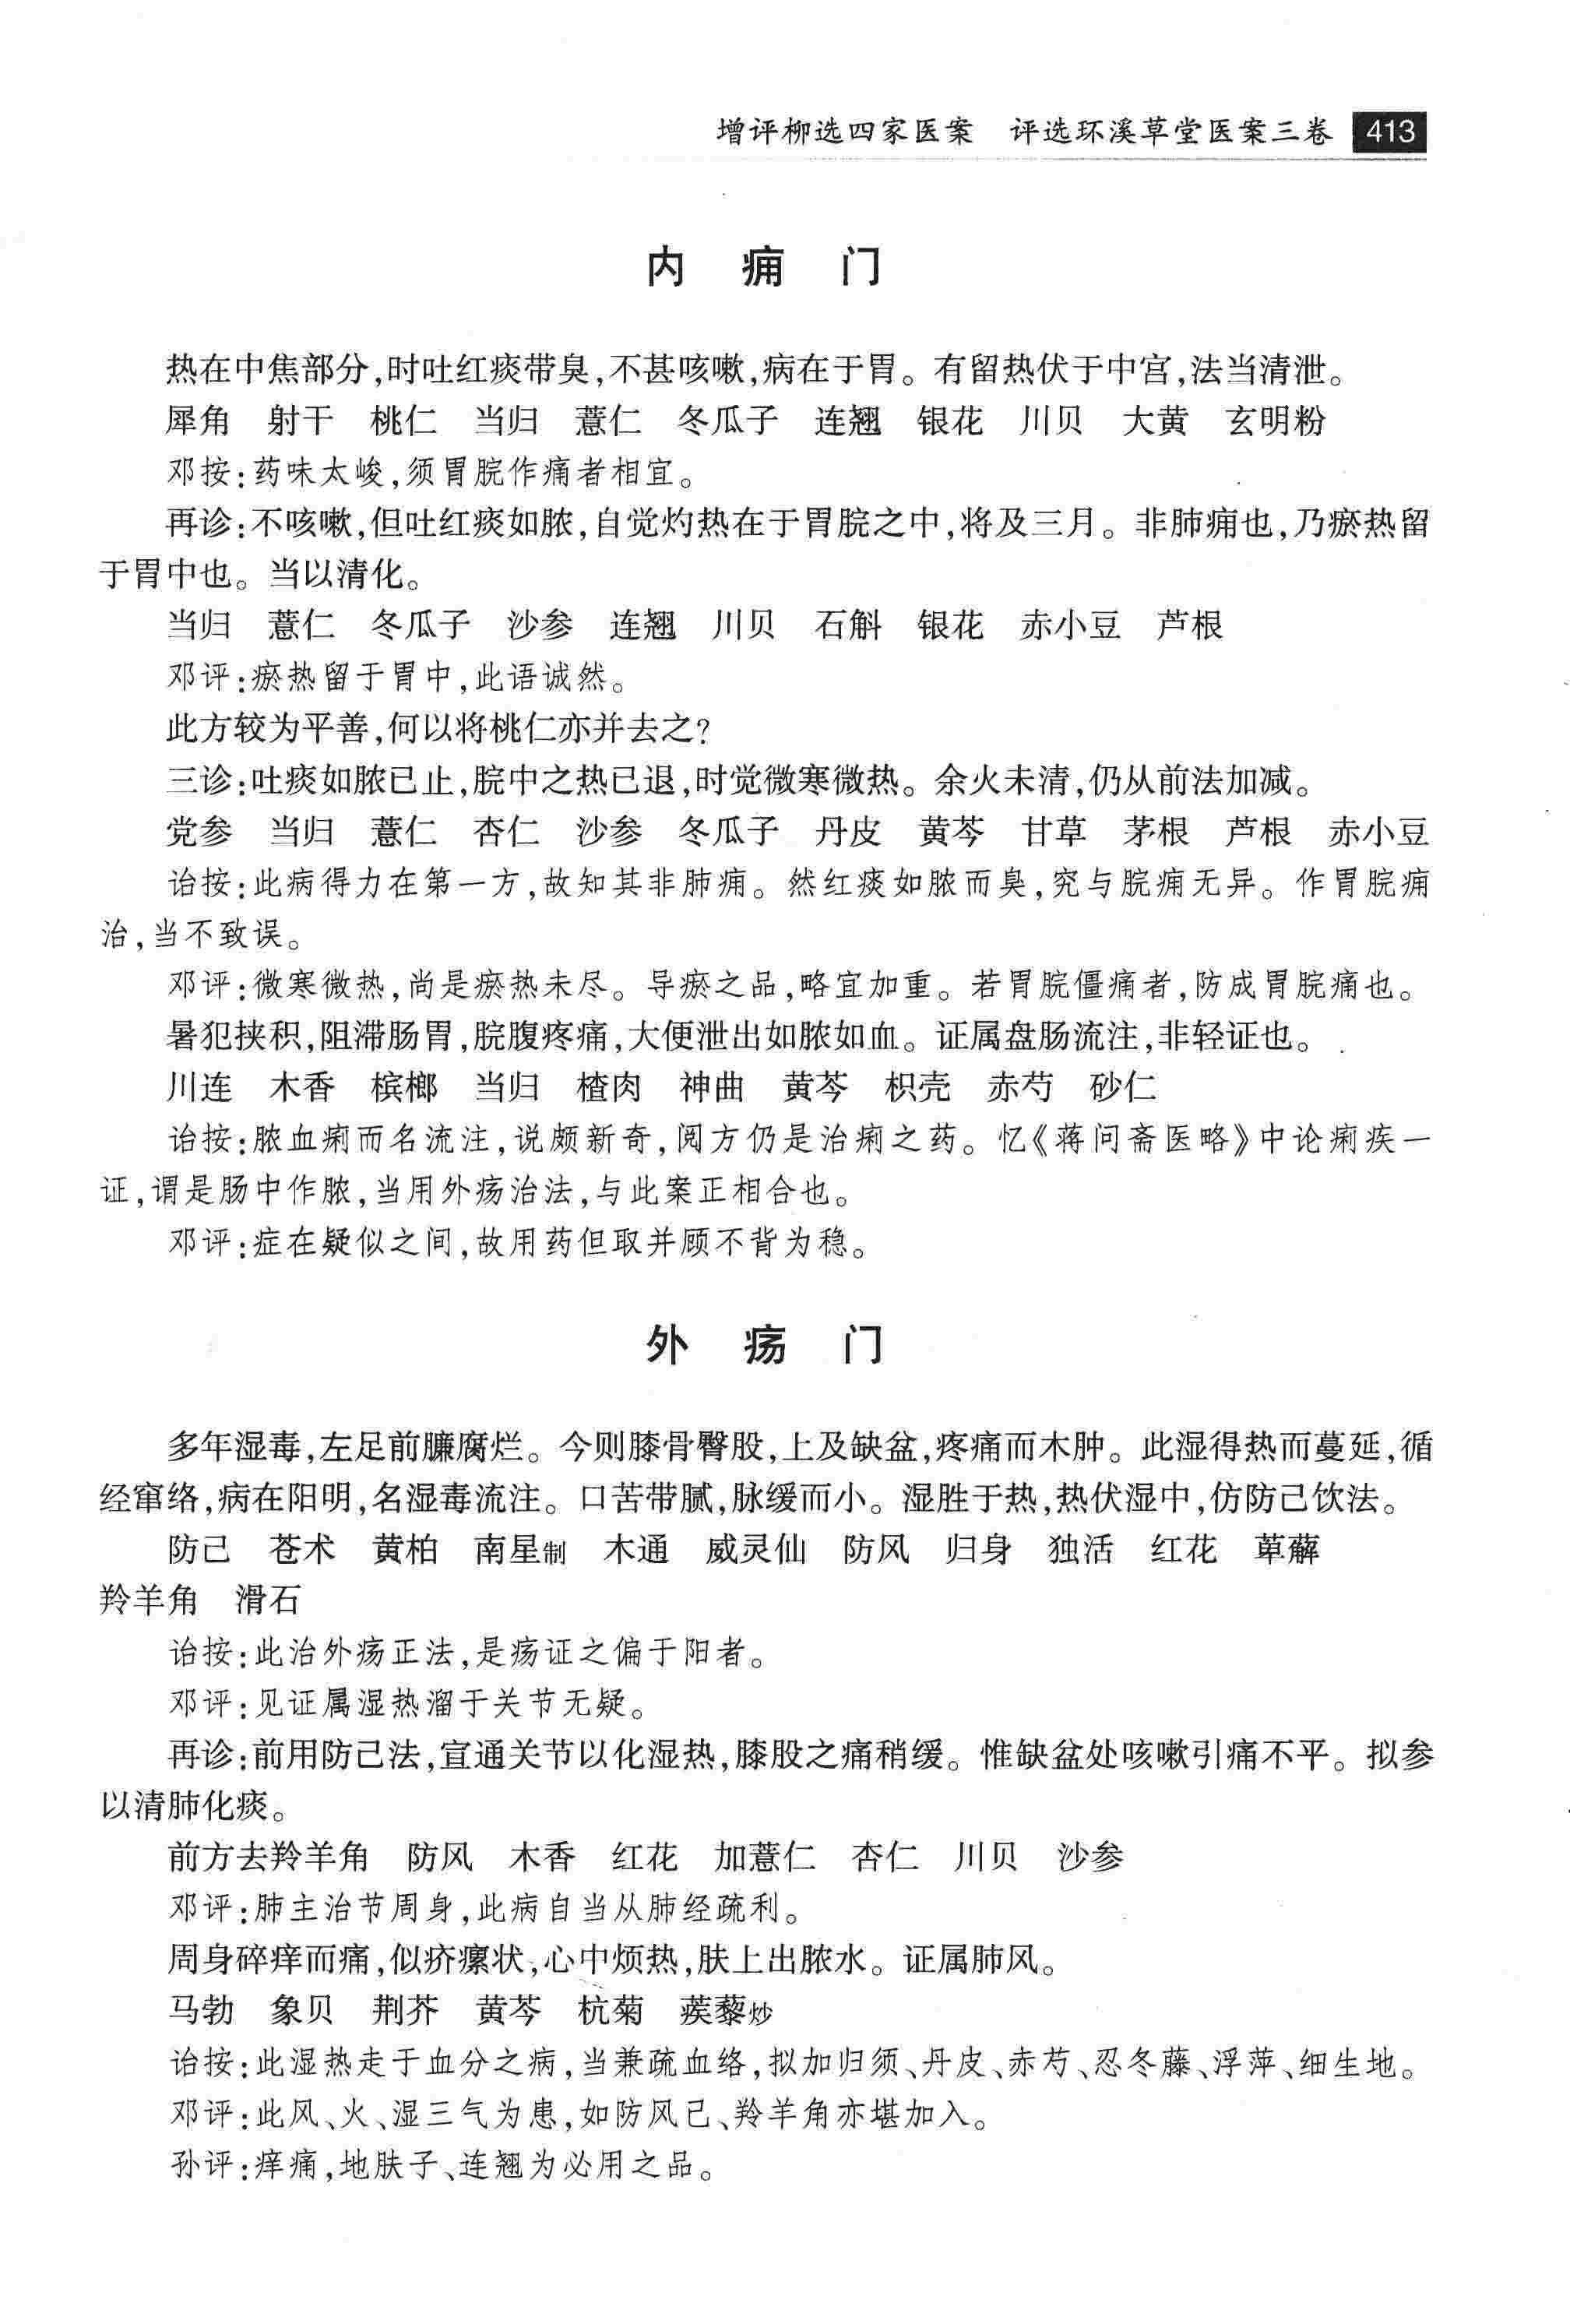 增评柳选四家医案　评选环溪草堂医案三卷 413
内　痈　门
热在中焦部分,时吐红痰带臭,不甚咳嗽,病在于胃。有留热伏于中宫,法当清泄。
犀角　射干　桃仁　当归　薏仁　冬瓜子　连翘　银花　川贝　大黄　玄明粉
邓按:药味太峻,须胃脘作痛者相宜。
再诊:不咳嗽,但吐红痰如脓,自觉灼热在于胃脘之中,将及三月。非肺痈也,乃瘀热留
于胃中也。当以清化。
当归　薏仁　冬瓜子　沙参　连翘　川贝　石斛　银花　赤小豆　芦根
邓评:瘀热留于胃中,此语诚然。
此方较为平善,何以将桃仁亦并去之?
三诊:吐痰如脓已止,脘中之热已退,时觉微寒微热。余火未清,仍从前法加减。
党参　当归　薏仁　杏仁　沙参　冬瓜子　丹皮　黄芩　甘草　茅根　芦根　赤小豆
诒按:此病得力在第一方,故知其非肺痈。然红痰如脓而臭,究与脘痈无异。作胃脘痈
治,当不致误。
邓评:微寒微热,尚是瘀热未尽。导瘀之品,略宜加重。若胃脘僵痛者,防成胃脘痛也。
暑犯挟积,阻滞肠胃,脘腹疼痛,大便泄出如脓如血。证属盘肠流注,非轻证也。
川连　木香　槟榔　当归　楂肉　神曲　黄芩　枳壳　赤芍　砂仁
诒按:脓血痢而名流注,说颇新奇,阅方仍是治痢之药。忆《蒋问斋医略》中论痢疾一
证,谓是肠中作脓,当用外疡治法,与此案正相合也。
邓评:症在疑似之间,故用药但取并顾不背为稳。
外　疡　门
多年湿毒,左足前臁腐烂。今则膝骨臀股,上及缺盆,疼痛而木肿。此湿得热而蔓延,循
经窜络,病在阳明,名湿毒流注。口苦带腻,脉缓而小。湿胜于热,热伏湿中,仿防己饮法。
防己　苍术　黄柏　南星制　木通　威灵仙　防风　归身　独活　红花　萆薢
羚羊角　滑石
诒按:此治外疡正法,是疡证之偏于阳者。
邓评:见证属湿热溜于关节无疑。
再诊:前用防己法,宣通关节以化湿热,膝股之痛稍缓。惟缺盆处咳嗽引痛不平。拟参
以清肺化痰。
前方去羚羊角　防风　木香　红花　加薏仁　杏仁　川贝　沙参
邓评:肺主治节周身,此病自当从肺经疏利。
周身碎痒而痛,似疥瘰状,心中烦热,肤上出脓水。证属肺风。
马勃　象贝　荆芥　黄芩　杭菊　蒺藜炒
诒按:此湿热走于血分之病,当兼疏血络,拟加归须、丹皮、赤芍、忍冬藤、浮萍、细生地。
邓评:此风、火、湿三气为患,如防风己、羚羊角亦堪加入。
孙评:痒痛,地肤子、连翘为必用之品。